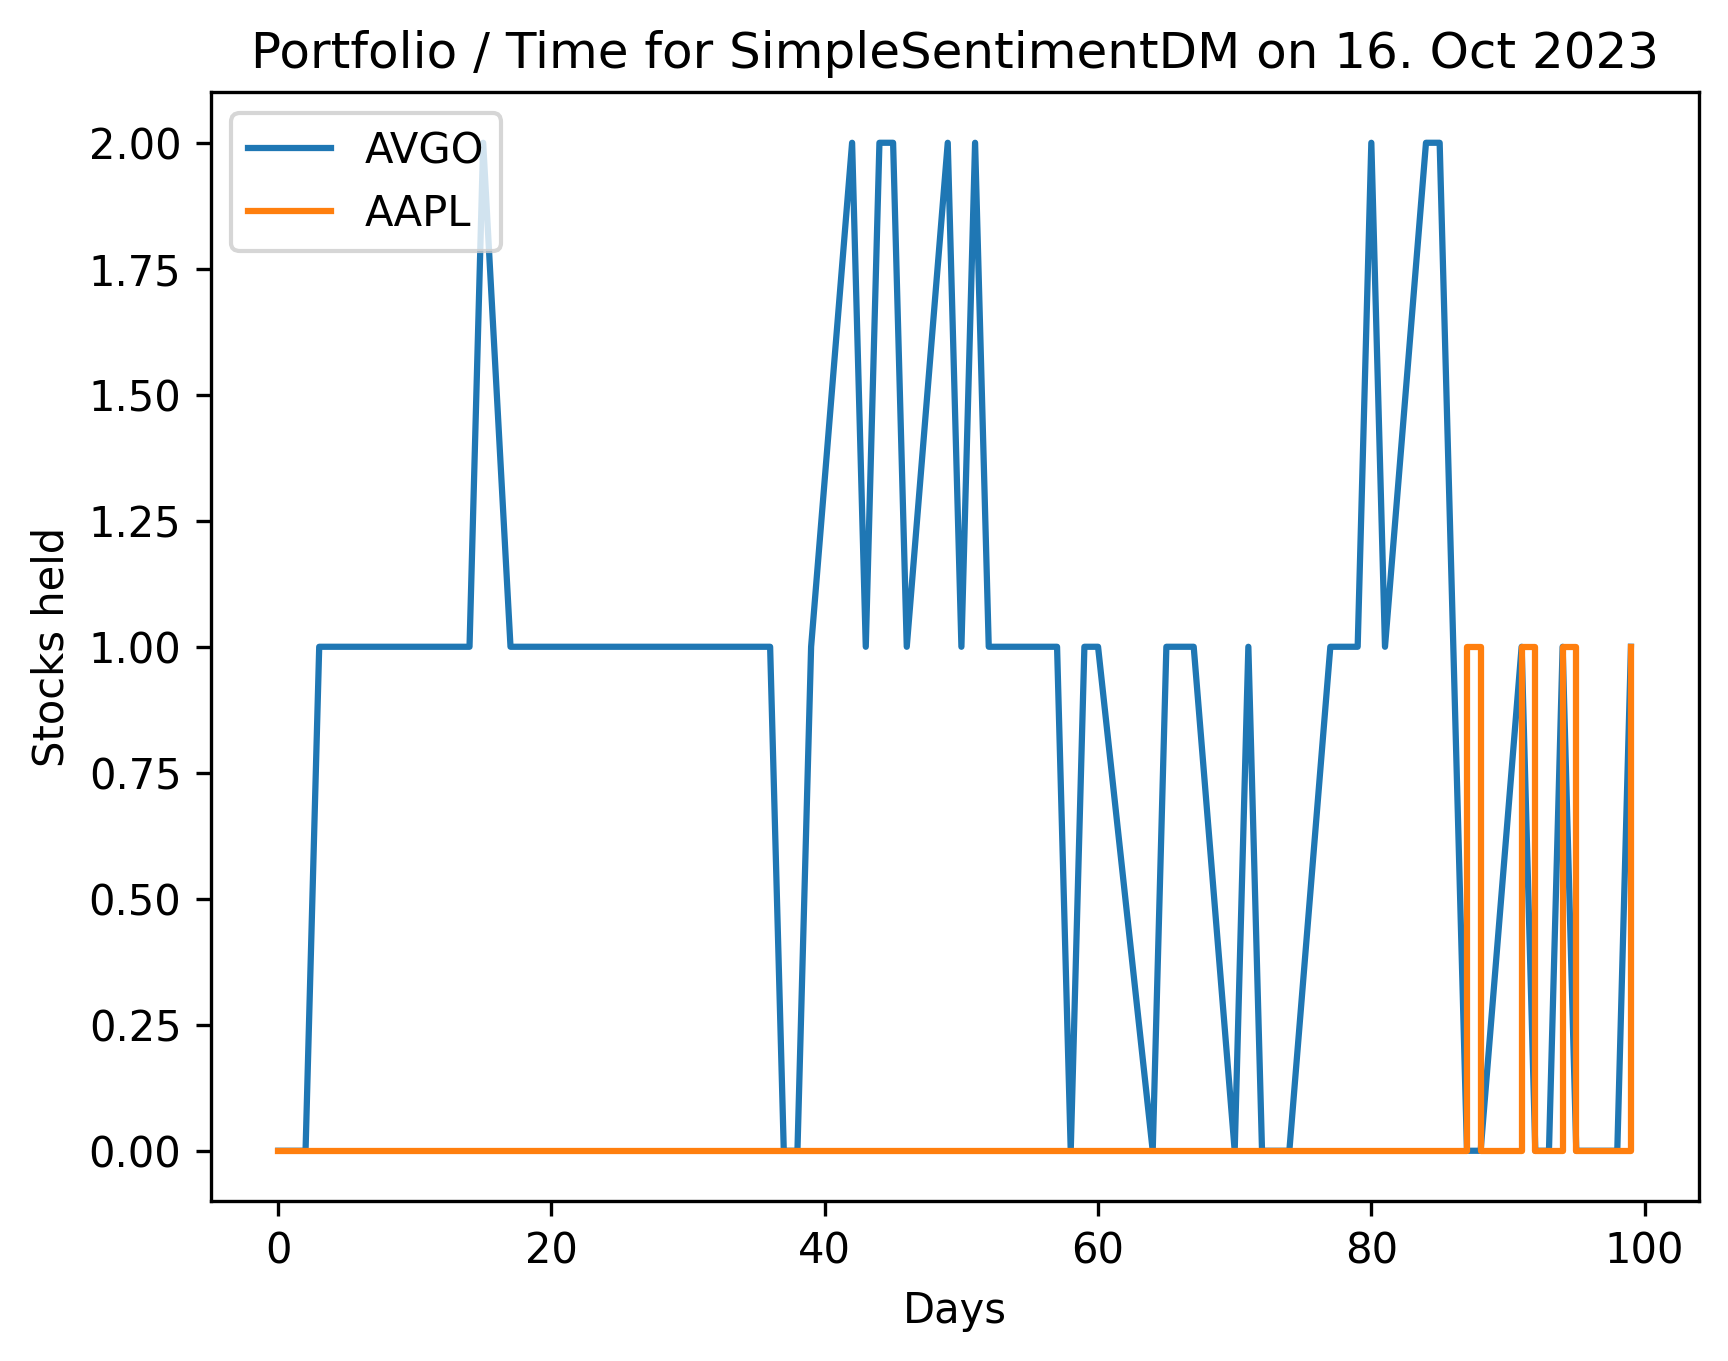 Portfolio / Time for SimpleSentimentDM on 16. Oct 2023
AVGO
AAPL
2.00
1.75
1.50
1.25
1.00
0.75
0.50
0.25
0.00
Stocks held
0 20 40 60 80 100
Days